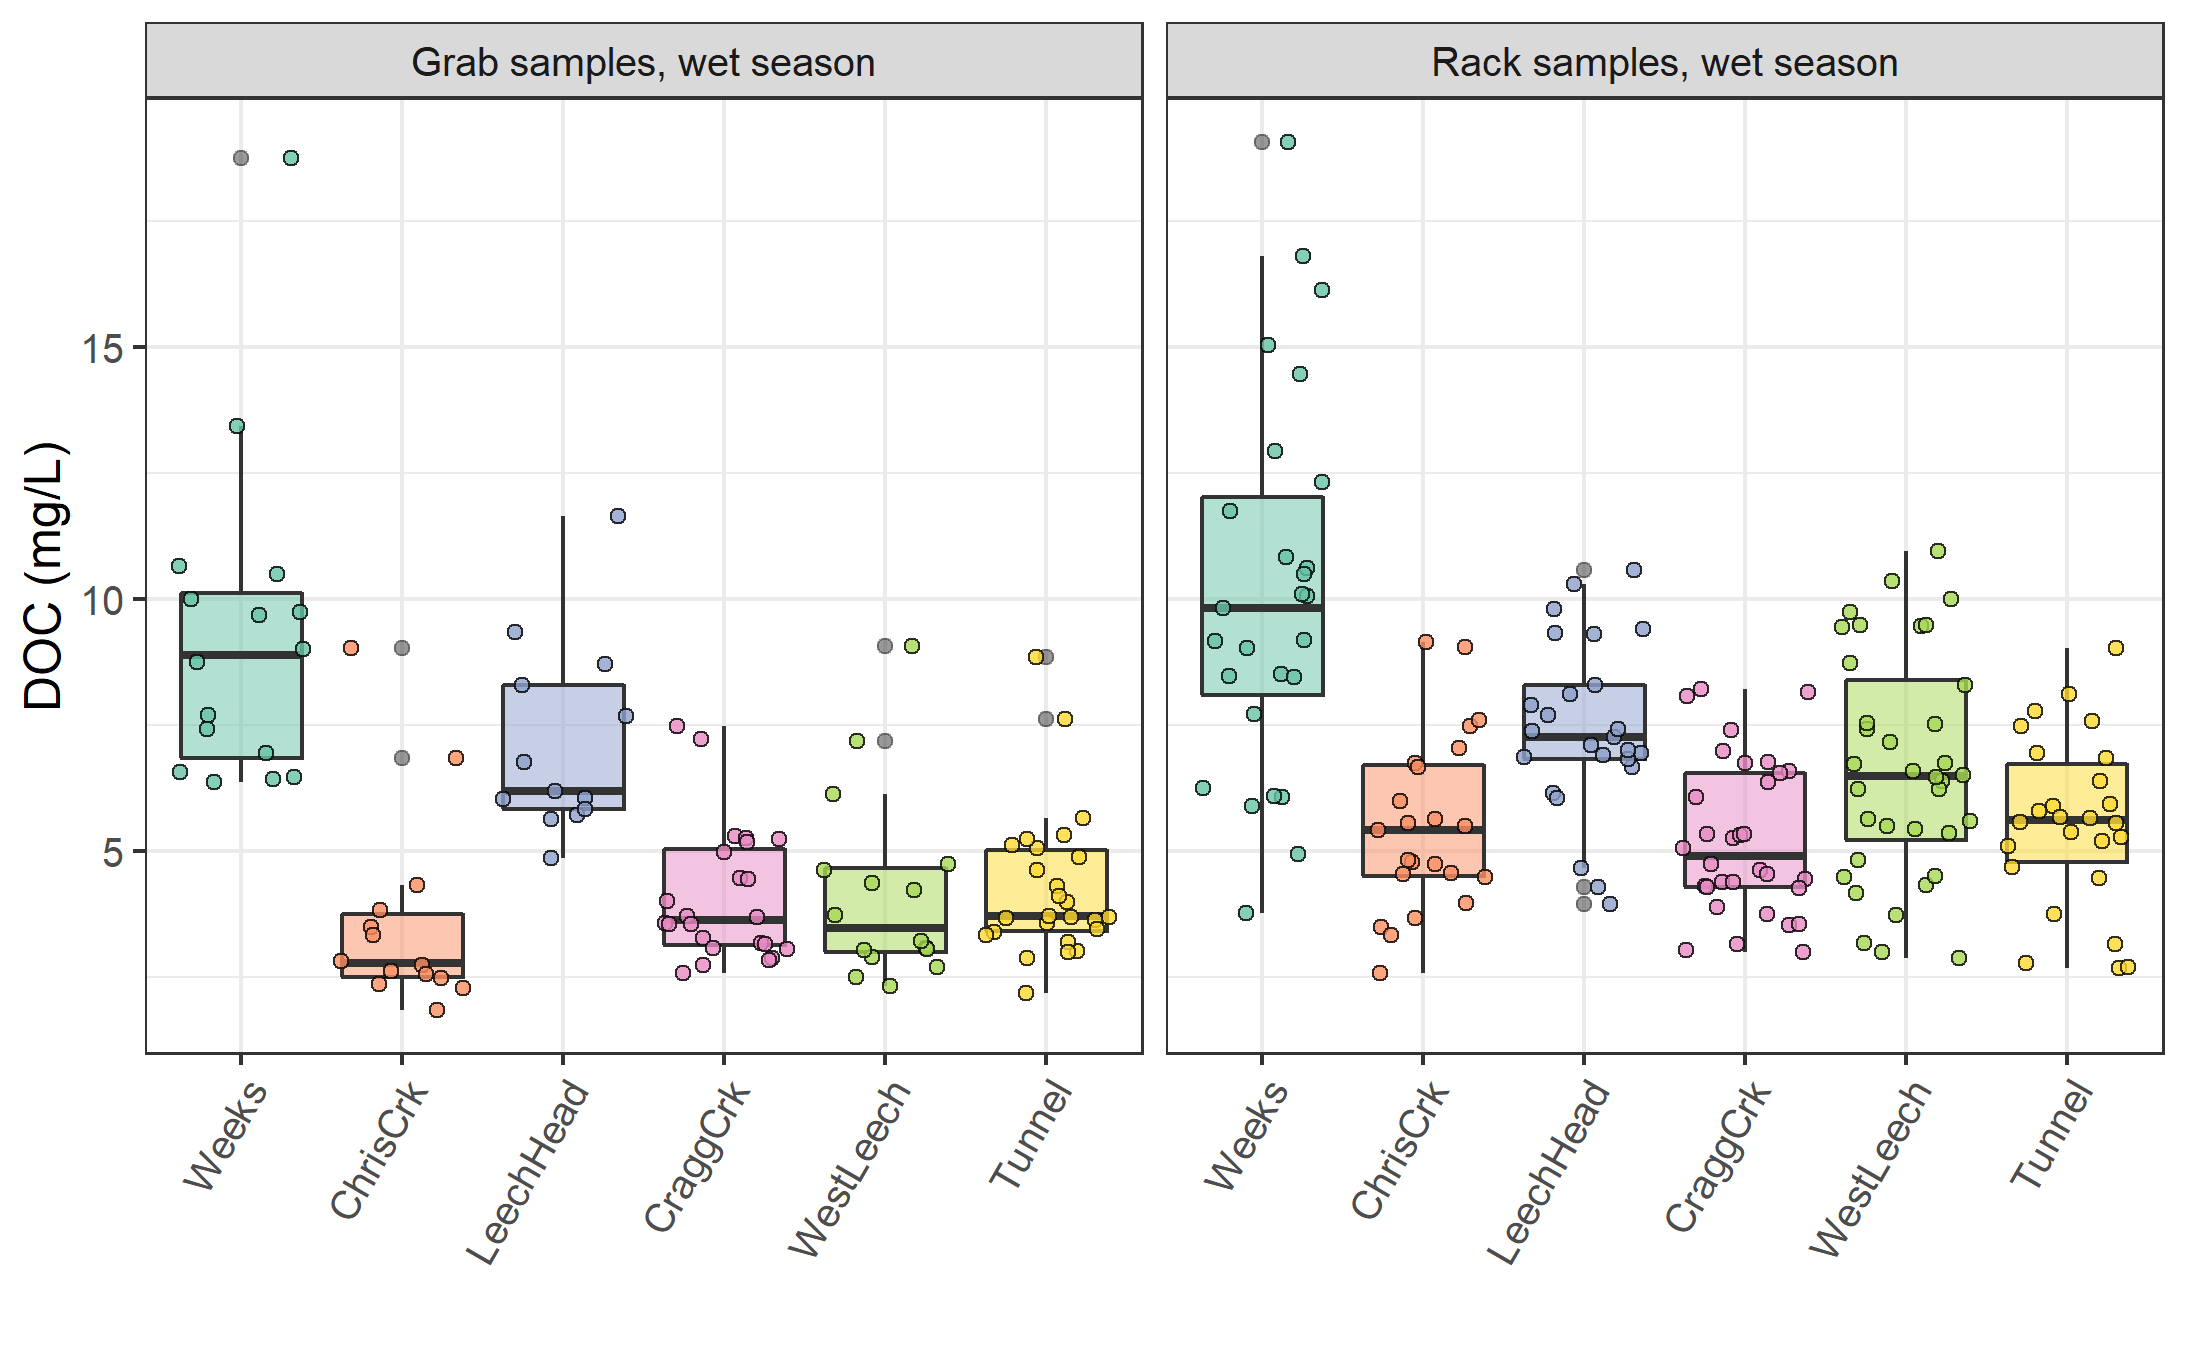 Grab samples, wet season
Rack samples, wet season
DOC (mg/L)
15
10
5
Weeks
ChrisCrk
LeechHead
CraggCrk
WestLeech
Tunnel
Weeks
ChrisCrk
LeechHead
CraggCrk
WestLeech
Tunnel